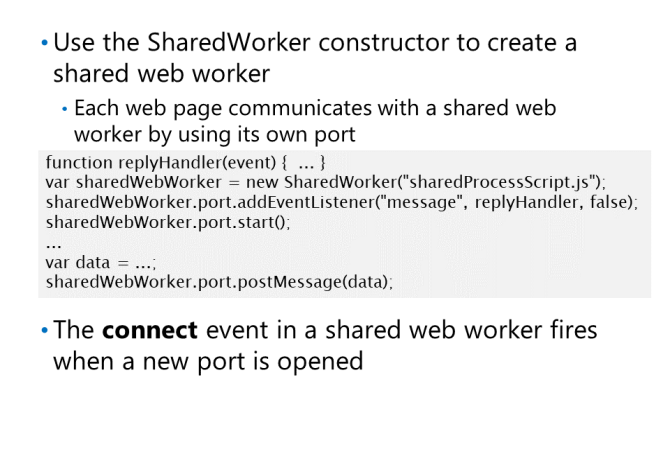 • Use the SharedWorker constructor to create a
shared web worker
• Each web page communicates with a shared web
worker by using its own port
function replyHandler(event) { ... }
var sharedWebWorker = new SharedWorker("sharedProcessScript.js");
sharedWebWorker.port.addEventListener("message", replyHandler, false);
sharedWebWorker.port.start();
...
var data = ...;
sharedWebWorker.port.postMessage(data);
• The connect event in a shared web worker fires
when a new port is opened